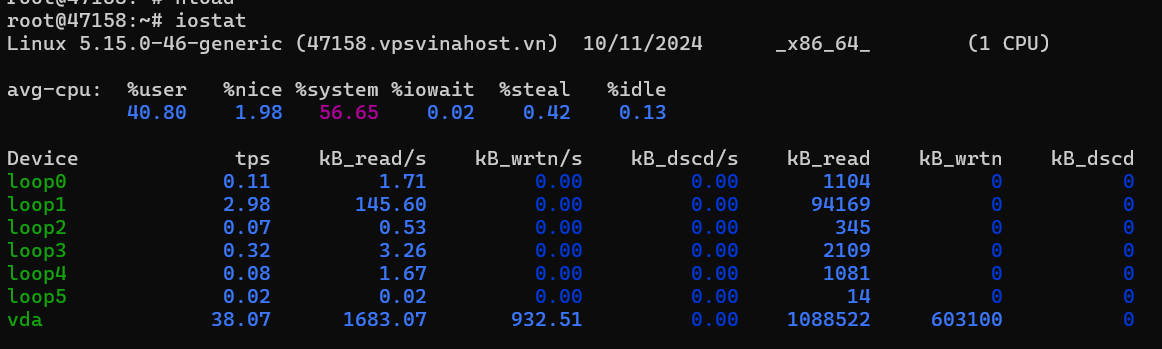 root@47158:~# nload
root@47158:~# iostat
Linux 5.15.0-46-generic (47158.vpsvinahost.vn) 10/11/2024 _x86_64_ (1 CPU)
avg-cpu: %user %nice %system %iowait %steal %idle
40.80 1.98 56.65 0.02 0.42 0.13
Device tps kB_read/s kB_wrtn/s kB_dscd/s kB_read kB_wrtn kB_dscd
loop0 0.11 1.71 0.00 0.00 1104 0 0
loop1 2.98 145.60 0.00 0.00 94169 0 0
loop2 0.07 0.53 0.00 0.00 345 0 0
loop3 0.32 3.26 0.00 0.00 2109 0 0
loop4 0.08 1.67 0.00 0.00 1081 0 0
loop5 0.02 0.02 0.00 0.00 14 0 0
vda 38.07 1683.07 932.51 0.00 1088522 603100 0